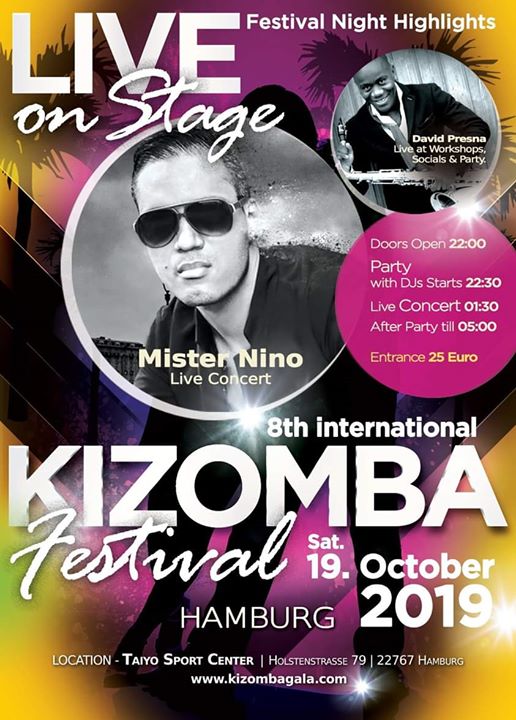 LIVE
on Stage
Festival Night Highlights
David Presna
Live at Workshops,
Socials & Party.
Doors Open 22:00
Party
with DJs Starts 22:30
Live Concert 01:30
After Party till 05:00
Entrance 25 Euro
Mister Nino
Live Concert
8th international
KIZOMBA
Festival
Sat.
19. October
HAMBURG 2019
LOCATION - TAIYO SPORT CENTER | HOLSTENSTRASSE 79 | 22767 HAMBURG
www.kizombagala.com